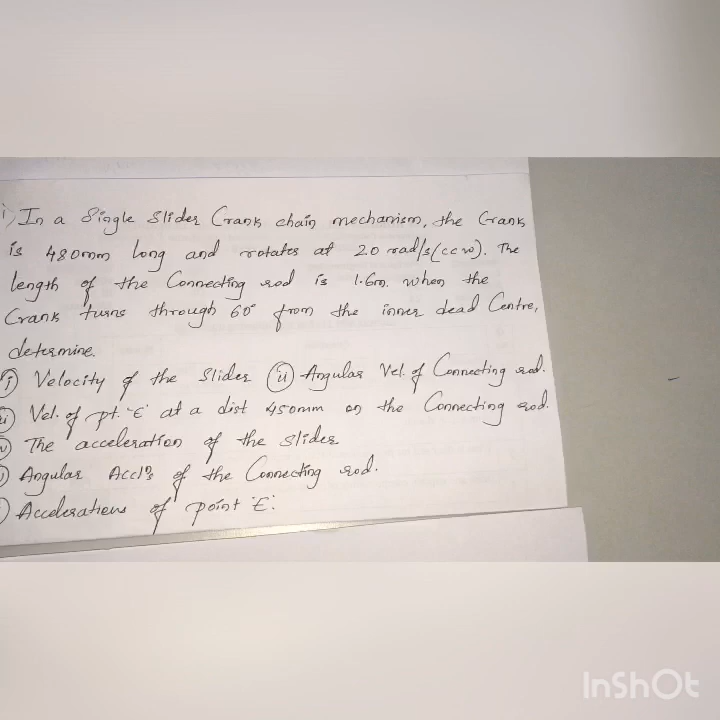 i) In a Single Slider Crank chain mechanism, the Crank
is 480mm long and rotates at 20 rad/s (ccw). The
length of the Connecting rod is 1.6m. when the
Crank turns through 60° from the inner dead Centre,
determine.
i) Velocity of the Slider (ii) Angular Vel. of Connecting rod.
Vel. of pt. 'E' at a dist 450mm on the Connecting rod.
The acceleration of the slider
Angular Accl's of the Connecting rod.
Accelerations of point 'E'.
InShOt